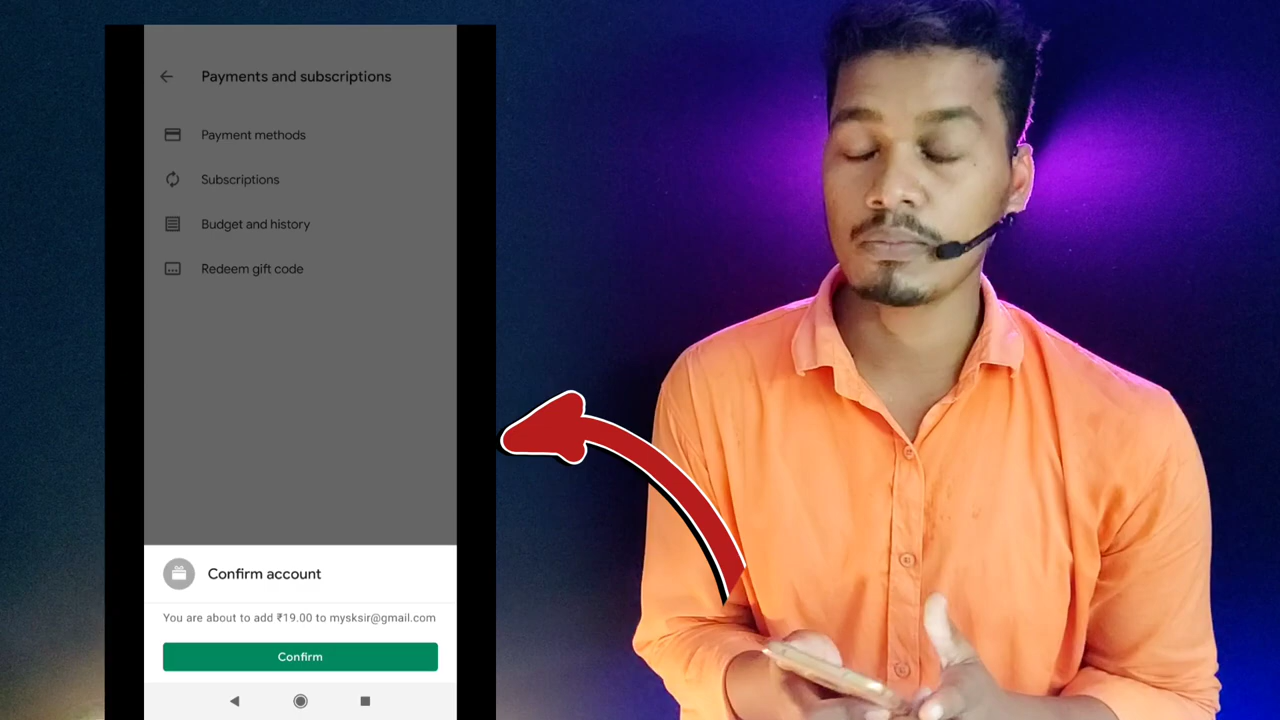 Payments and subscriptions
Payment methods
Subscriptions
Budget and history
Redeem gift code
Confirm account
You are about to add ₹19.00 to mysksir@gmail.com
Confirm